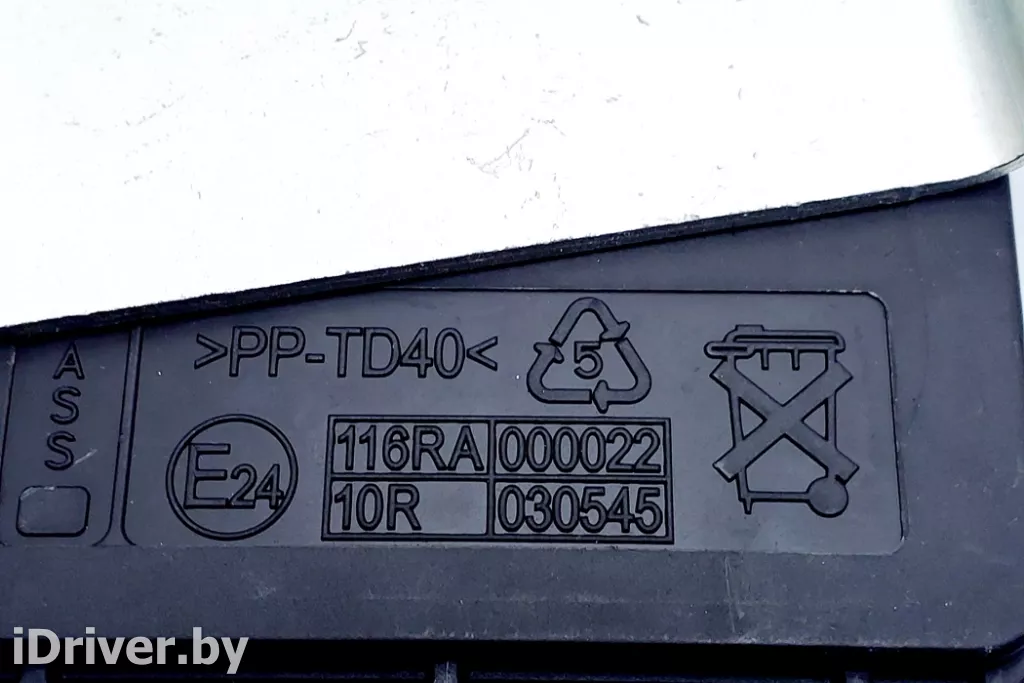 >PP-TD40<
5
ASS
E24
116RA 000022
10R 030545
iDriver.by